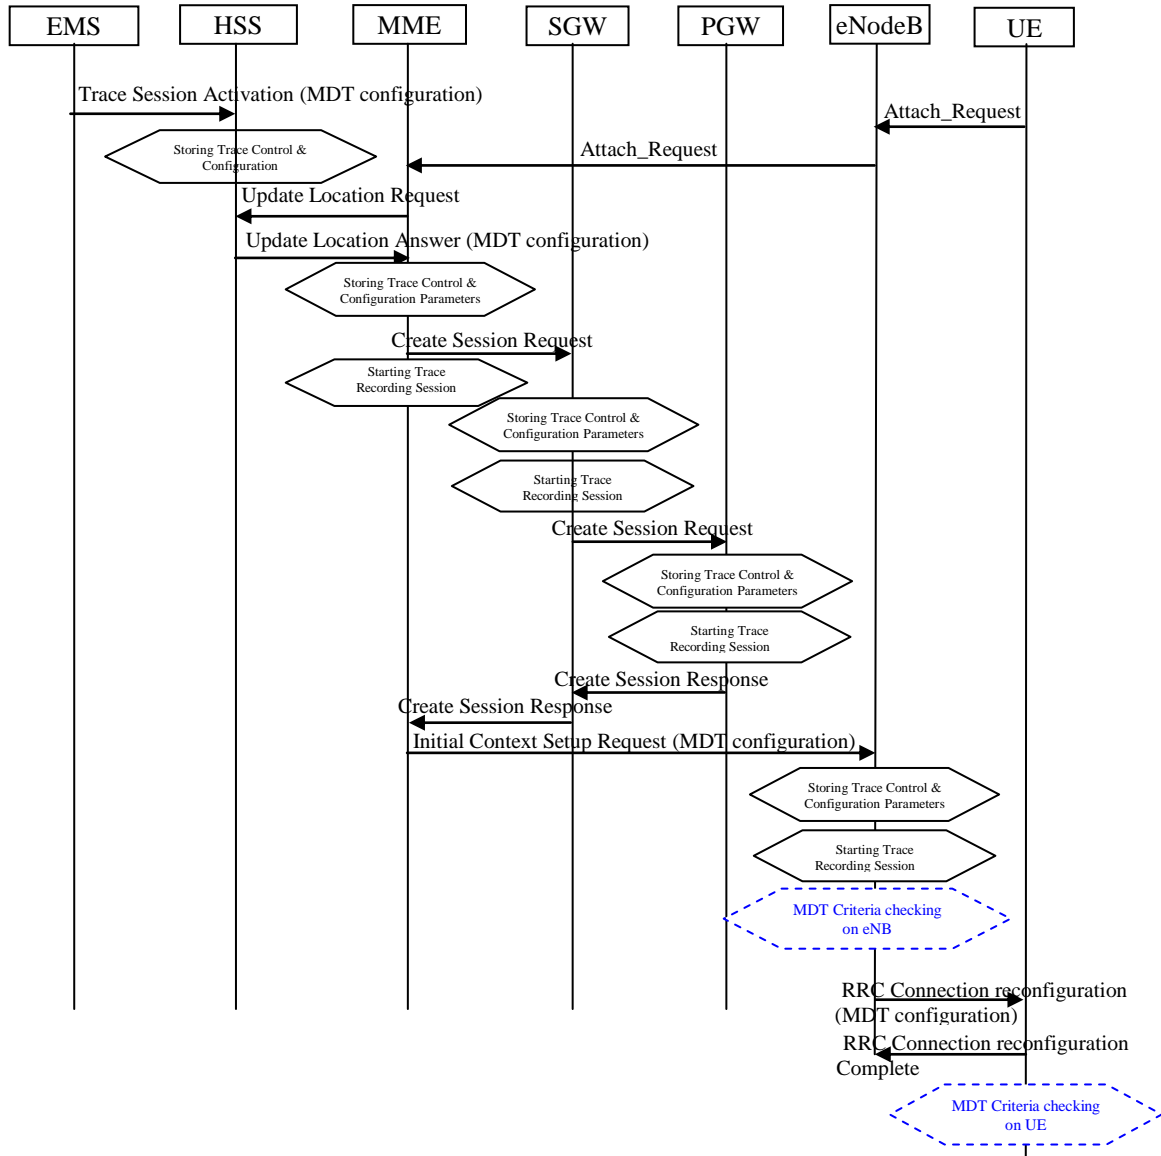 EMS
HSS
MME
SGW
PGW
eNodeB
UE
Trace Session Activation (MDT configuration)
Attach_Request
Storing Trace Control &
Configuration
Attach_Request
Update Location Request
Update Location Answer (MDT configuration)
Storing Trace Control &
Configuration Parameters
Create Session Request
Starting Trace
Recording Session
Storing Trace Control &
Configuration Parameters
Starting Trace
Recording Session
Create Session Request
Storing Trace Control &
Configuration Parameters
Starting Trace
Recording Session
Create Session Response
Create Session Response
Initial Context Setup Request (MDT configuration)
Storing Trace Control &
Configuration Parameters
Starting Trace
Recording Session
MDT Criteria checking
on eNB
RRC Connection reconfiguration
(MDT configuration)
RRC Connection reconfiguration
Complete
MDT Criteria checking
on UE